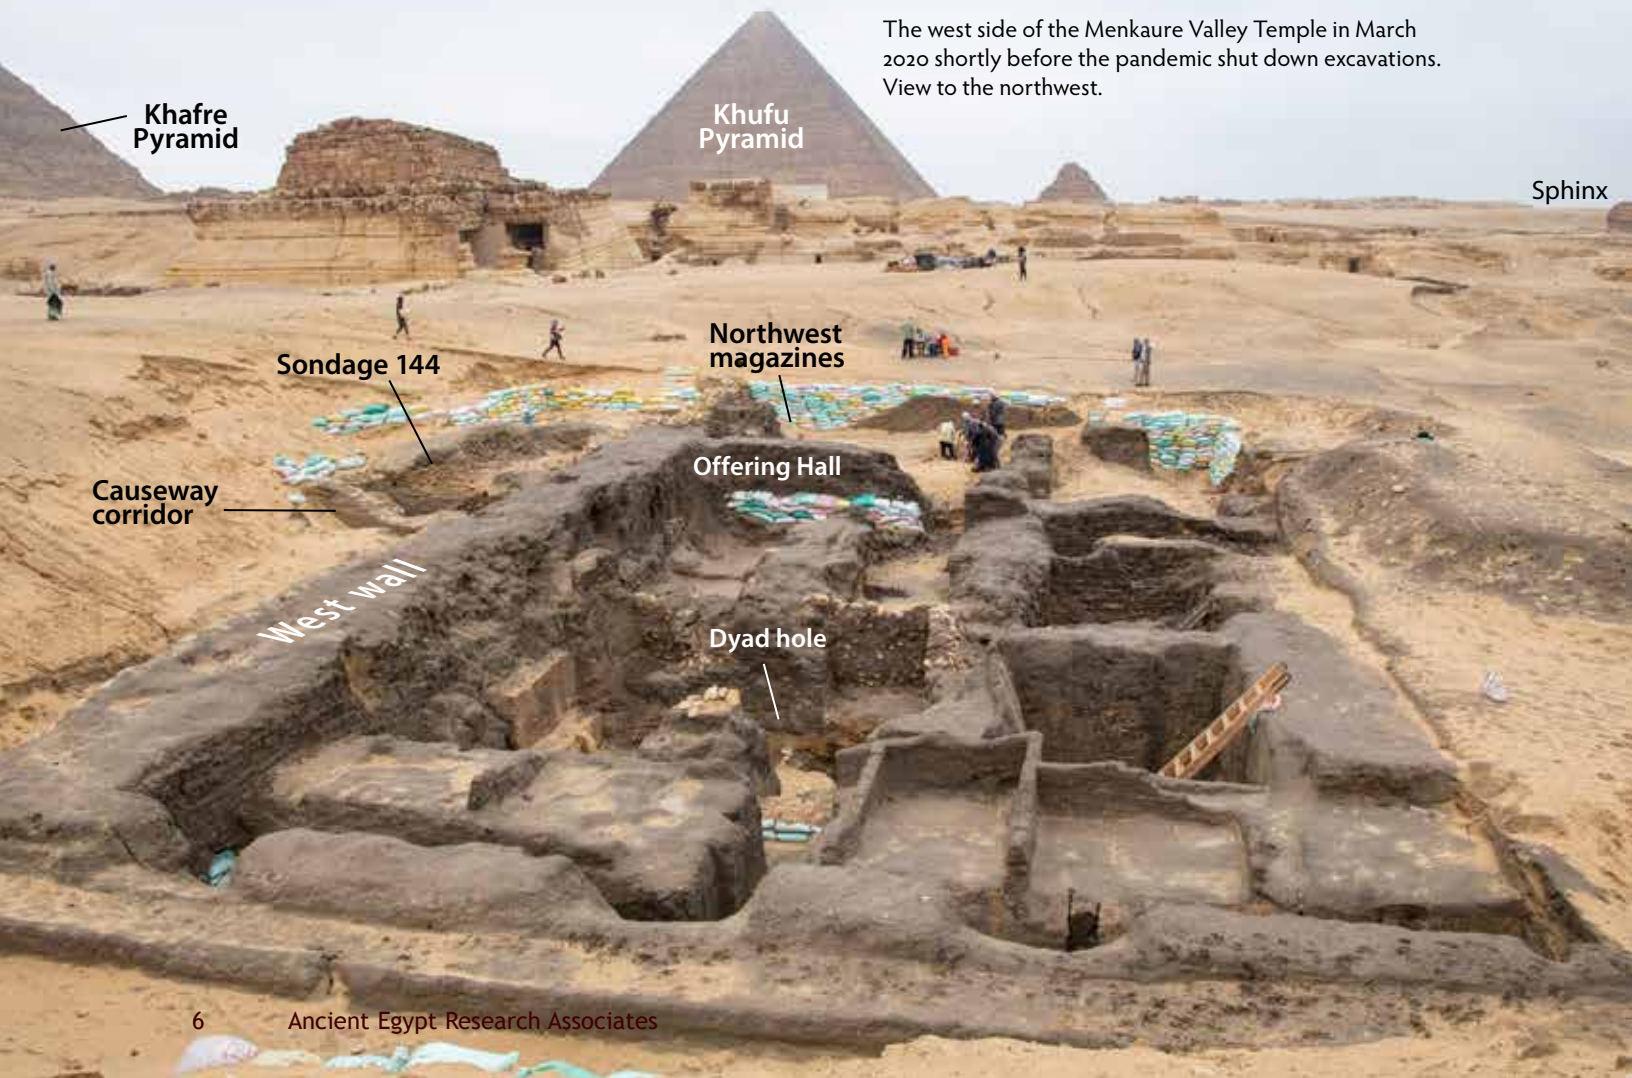 The west side of the Menkaure Valley Temple in March
2020 shortly before the pandemic shut down excavations.
View to the northwest.
Khafre
Pyramid
Khufu
Pyramid
Sphinx
Northwest
magazines
Sondage 144
Offering Hall
Causeway
corridor
West wall
Dyad hole
6 Ancient Egypt Research Associates